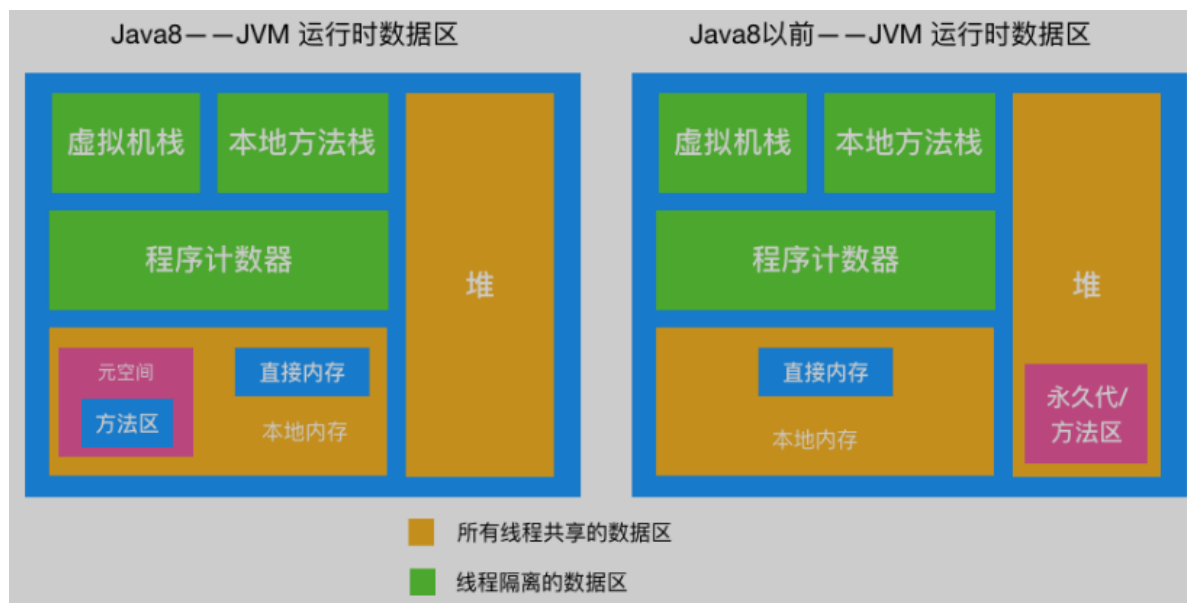 Java8——JVM 运行时数据区
虚拟机栈
本地方法栈
程序计数器
堆
元空间
方法区
直接内存
本地内存
Java8以前——JVM 运行时数据区
虚拟机栈
本地方法栈
程序计数器
堆
直接内存
本地内存
永久代/
方法区
所有线程共享的数据区
线程隔离的数据区